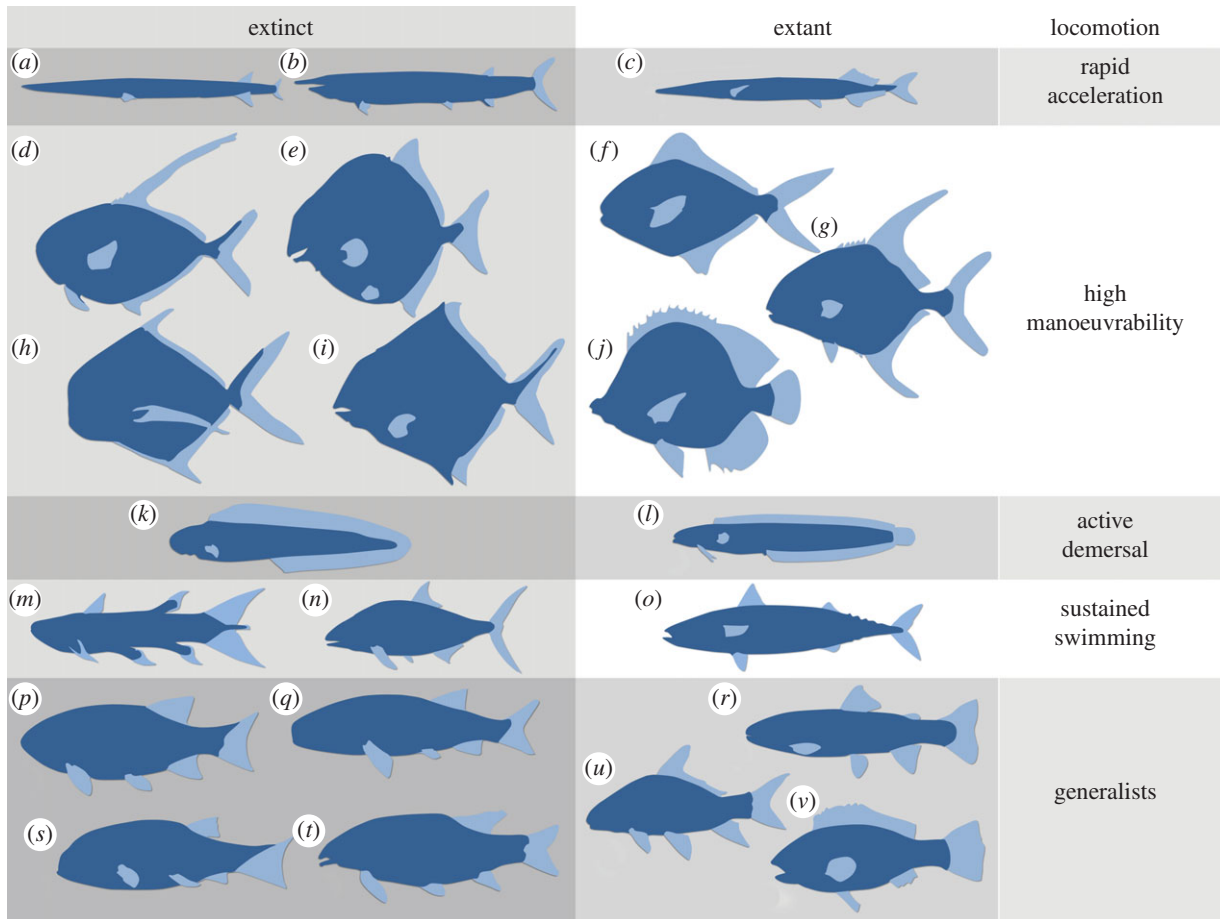 extinct extant locomotion
(a) (b) (c) rapid
acceleration
(d) (e) (f)
(g)
(h) (i) (j) high
manoeuvrability
(k) (l) active
demersal
(m) (n) (o) sustained
swimming
(p) (q) (r)
(u) (v) generalists
(s) (t)